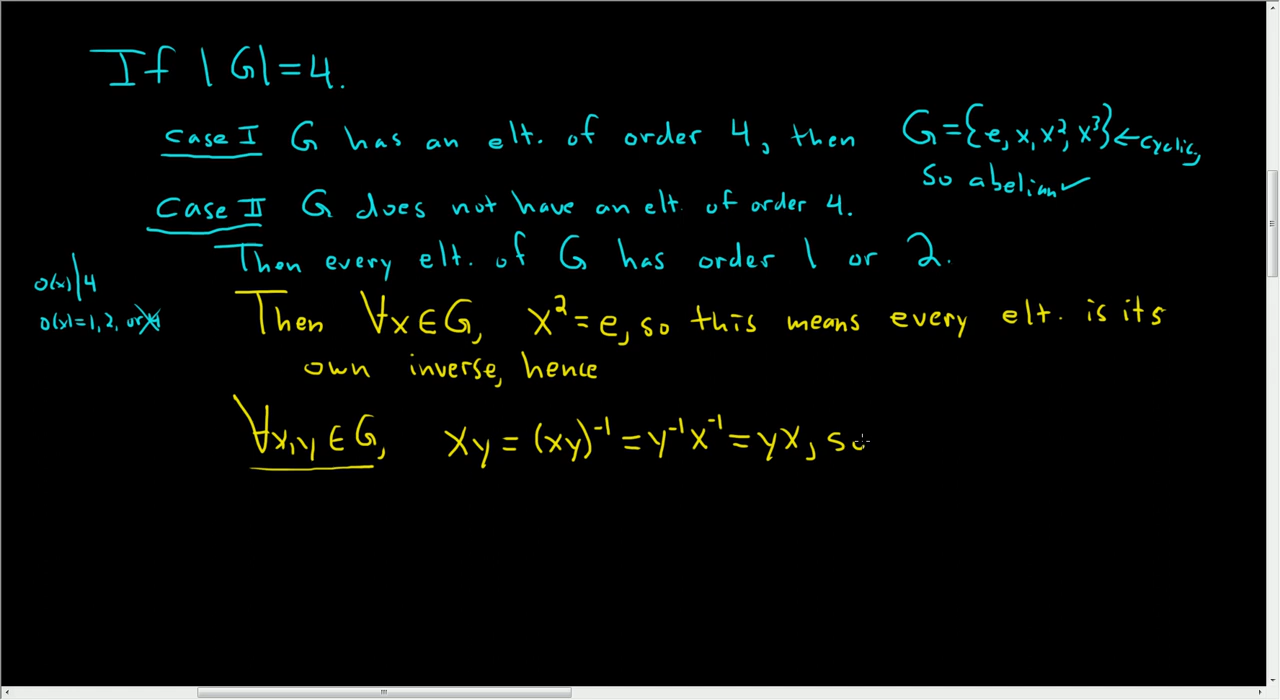 If |G|=4.
Case I G has an elt. of order 4, then G={e, x, x², x³} ← cyclic,
so abelian ✓
Case II G does not have an elt. of order 4.
Then every elt. of G has order 1 or 2.
o(x)|4
o(x)=1, 2, or 4
Then ∀x∈G, x²=e, so this means every elt. is its
own inverse, hence
∀x,y∈G, xy=(xy)⁻¹=y⁻¹x⁻¹=yx, so